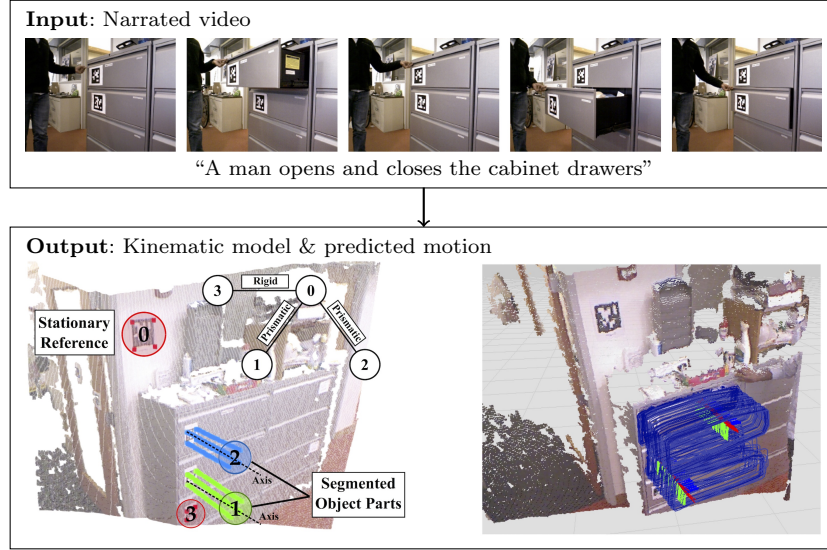 Input: Narrated video
“A man opens and closes the cabinet drawers”
Output: Kinematic model & predicted motion
3
Rigid
0
Stationary
Reference
0
Prismatic
Prismatic
1
2
2
Axis
Segmented
Object Parts
3
1
Axis